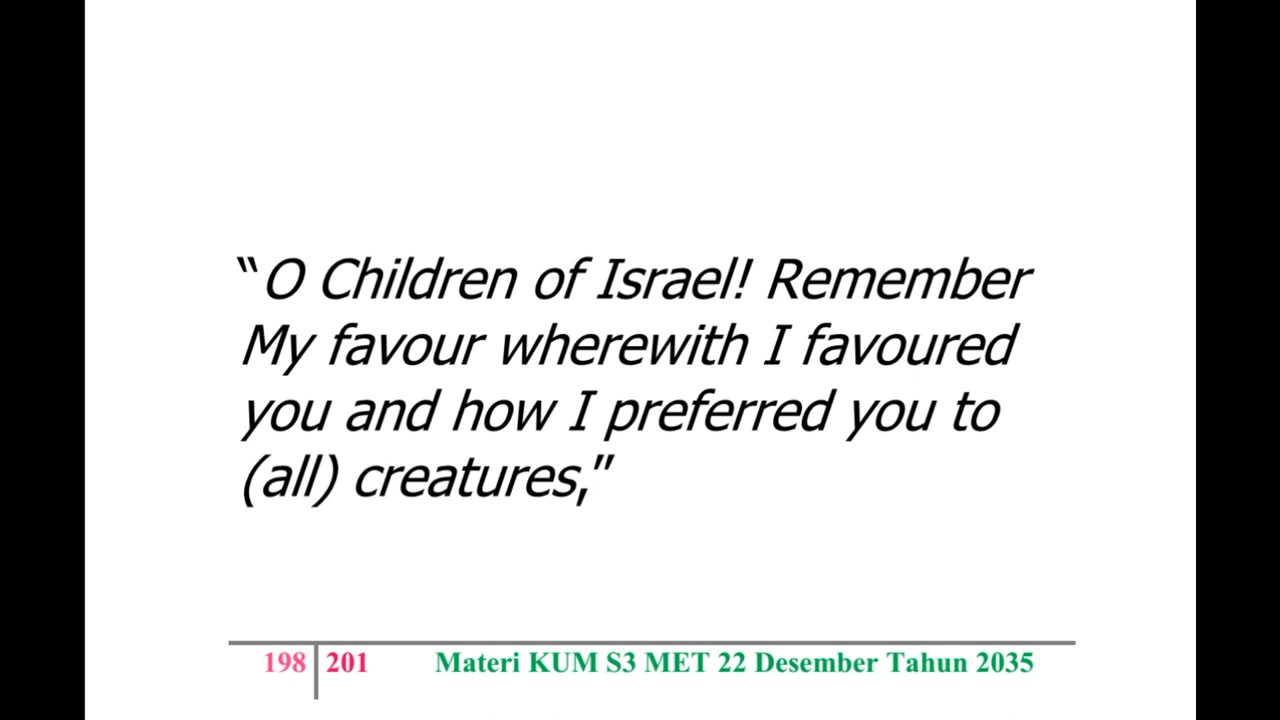 “O Children of Israel! Remember
My favour wherewith I favoured
you and how I preferred you to
(all) creatures,”
198 201 Materi KUM S3 MET 22 Desember Tahun 2035